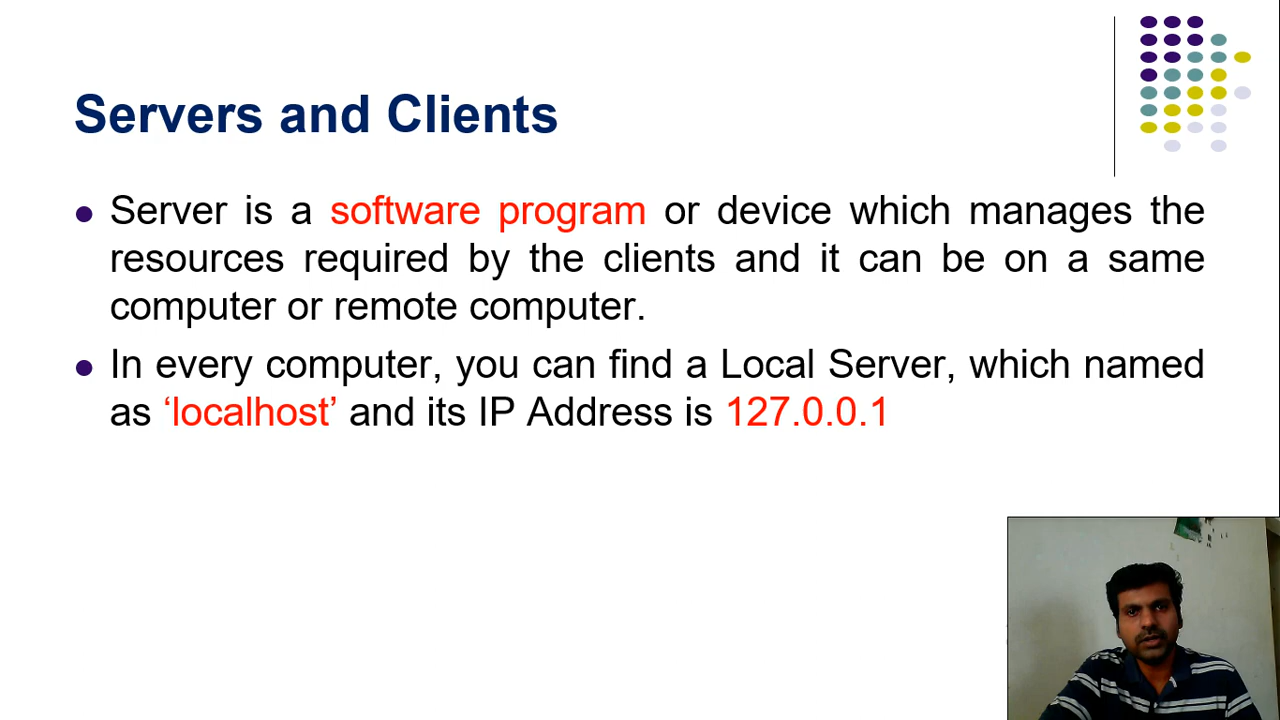 Servers and Clients
Server is a software program or device which manages the
resources required by the clients and it can be on a same
computer or remote computer.
In every computer, you can find a Local Server, which named
as ‘localhost’ and its IP Address is 127.0.0.1